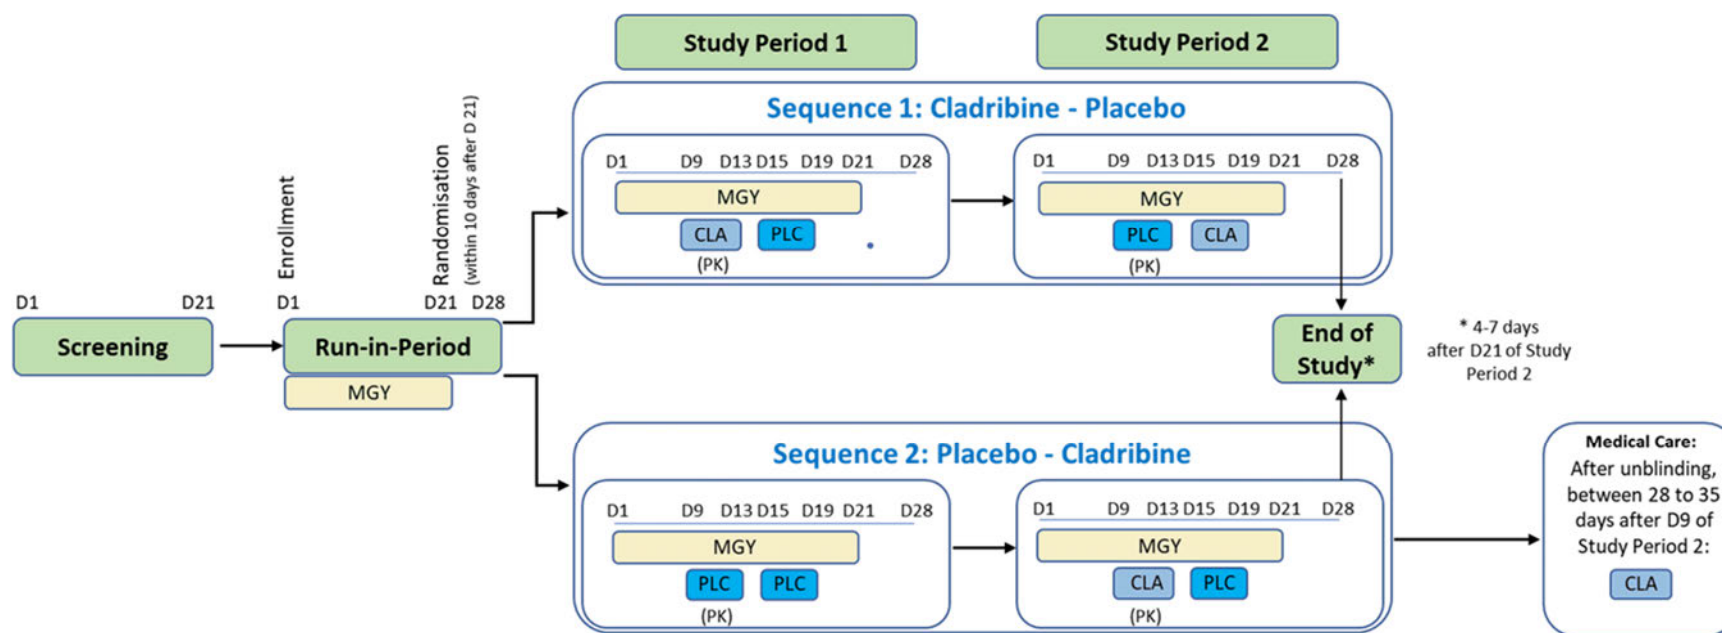 Study Period 1
Study Period 2
Sequence 1: Cladribine - Placebo
D1 D9 D13 D15 D19 D21 D28
MGY
CLA PLC
(PK)
D1 D9 D13 D15 D19 D21 D28
MGY
PLC CLA
(PK)
Enrollment
Randomisation
(within 10 days after D 21)
D1 D21
Screening
D1 D21 D28
Run-in-Period
MGY
End of
Study*
* 4-7 days
after D21 of Study
Period 2
Sequence 2: Placebo - Cladribine
D1 D9 D13 D15 D19 D21 D28
MGY
PLC PLC
(PK)
D1 D9 D13 D15 D19 D21 D28
MGY
CLA PLC
(PK)
Medical Care:
After unblinding,
between 28 to 35
days after D9 of
Study Period 2:
CLA